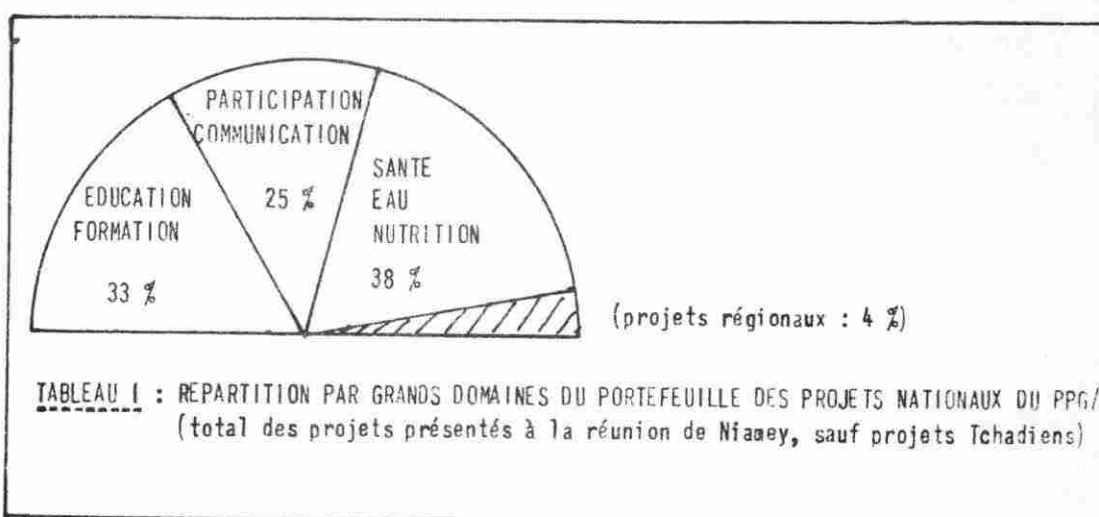 PARTICIPATION
COMMUNICATION
25 %
EDUCATION
FORMATION
33 %
SANTE
EAU
NUTRITION
38 %
(projets régionaux : 4 %)
TABLEAU I : REPARTITION PAR GRANDS DOMAINES DU PORTEFEUILLE DES PROJETS NATIONAUX DU PPG/
(total des projets présentés à la réunion de Niamey, sauf projets Tchadiens)